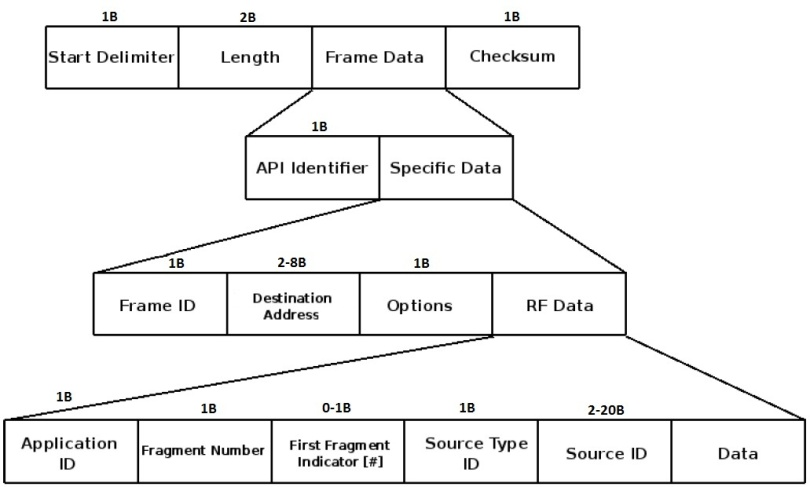 1B 2B 1B
Start Delimiter Length Frame Data Checksum
1B
API Identifier Specific Data
1B 2-8B 1B
Frame ID Destination Address Options RF Data
1B
1B 0-1B 1B 2-20B
Application ID Fragment Number First Fragment Indicator [#] Source Type ID Source ID Data